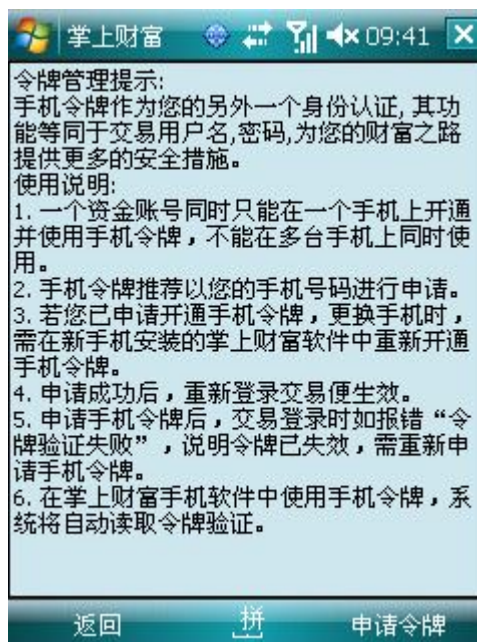 掌上财富 09:41
令牌管理提示:
手机令牌作为您的另外一个身份认证, 其功
能等同于交易用户名,密码,为您的财富之路
提供更多的安全措施。
使用说明:
1. 一个资金账号同时只能在一个手机上开通
并使用手机令牌，不能在多台手机上同时使
用。
2. 手机令牌推荐以您的手机号码进行申请。
3. 若您已申请开通手机令牌，更换手机时，
需在新手机安装的掌上财富软件中重新开通
手机令牌。
4. 申请成功后，重新登录交易便生效。
5. 申请手机令牌后，交易登录时如报错“令
牌验证失败”，说明令牌已失效，需重新申
请手机令牌。
6. 在掌上财富手机软件中使用手机令牌，系
统将自动读取令牌验证。
返回 拼 申请令牌